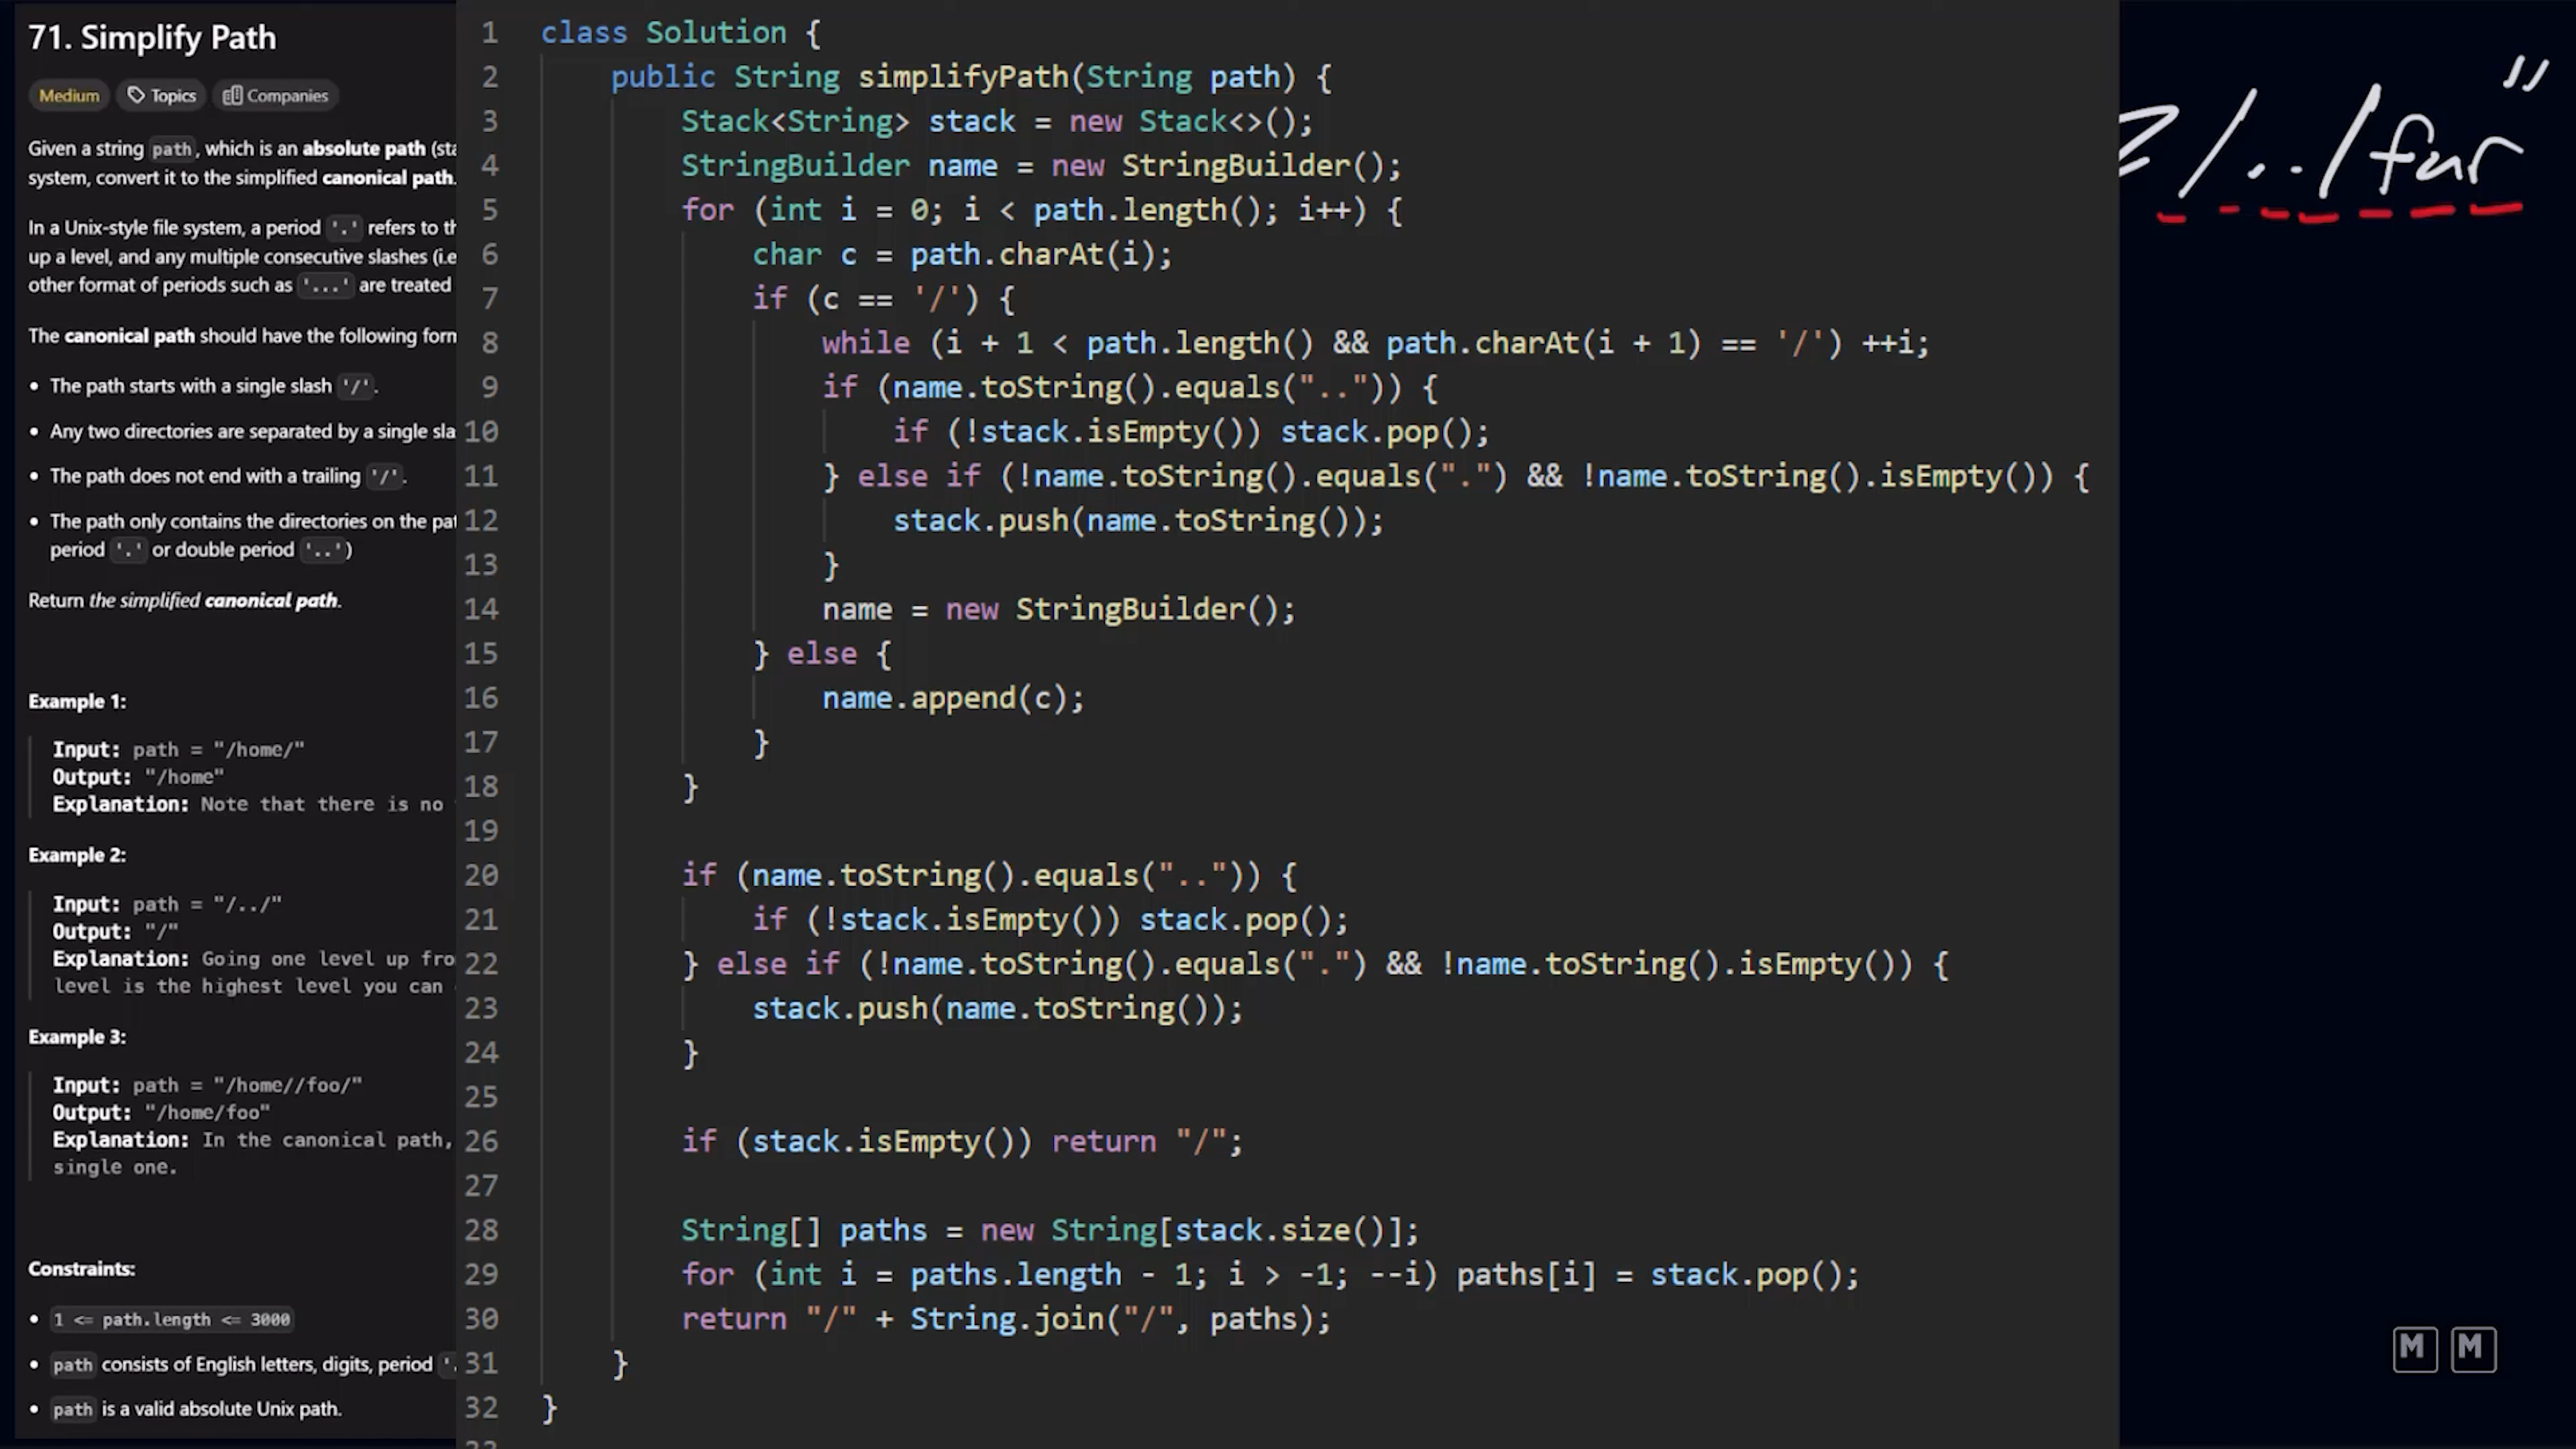 71. Simplify Path
Medium Topics Companies
Given a string path, which is an absolute path (sta
system, convert it to the simplified canonical path.
In a Unix-style file system, a period '.' refers to th
up a level, and any multiple consecutive slashes (i.e
other format of periods such as '...' are treated
The canonical path should have the following form
• The path starts with a single slash '/'.
• Any two directories are separated by a single sla
• The path does not end with a trailing '/'.
• The path only contains the directories on the pat
period '.' or double period '..')
Return the simplified canonical path.
Example 1:
Input: path = "/home/"
Output: "/home"
Explanation: Note that there is no
Example 2:
Input: path = "/../"
Output: "/"
Explanation: Going one level up fro
level is the highest level you can
Example 3:
Input: path = "/home//foo/"
Output: "/home/foo"
Explanation: In the canonical path,
single one.
Constraints:
• 1 <= path.length <= 3000
• path consists of English letters, digits, period '.
• path is a valid absolute Unix path.
1 class Solution {
2 public String simplifyPath(String path) {
3 Stack<String> stack = new Stack<>();
4 StringBuilder name = new StringBuilder();
5 for (int i = 0; i < path.length(); i++) {
6 char c = path.charAt(i);
7 if (c == '/') {
8 while (i + 1 < path.length() && path.charAt(i + 1) == '/') ++i;
9 if (name.toString().equals("..")) {
10 if (!stack.isEmpty()) stack.pop();
11 } else if (!name.toString().equals(".") && !name.toString().isEmpty()) {
12 stack.push(name.toString());
13 }
14 name = new StringBuilder();
15 } else {
16 name.append(c);
17 }
18 }
19
20 if (name.toString().equals("..")) {
21 if (!stack.isEmpty()) stack.pop();
22 } else if (!name.toString().equals(".") && !name.toString().isEmpty()) {
23 stack.push(name.toString());
24 }
25
26 if (stack.isEmpty()) return "/";
27
28 String[] paths = new String[stack.size()];
29 for (int i = paths.length - 1; i > -1; --i) paths[i] = stack.pop();
30 return "/" + String.join("/", paths);
31 }
32 }
/../far"
M M